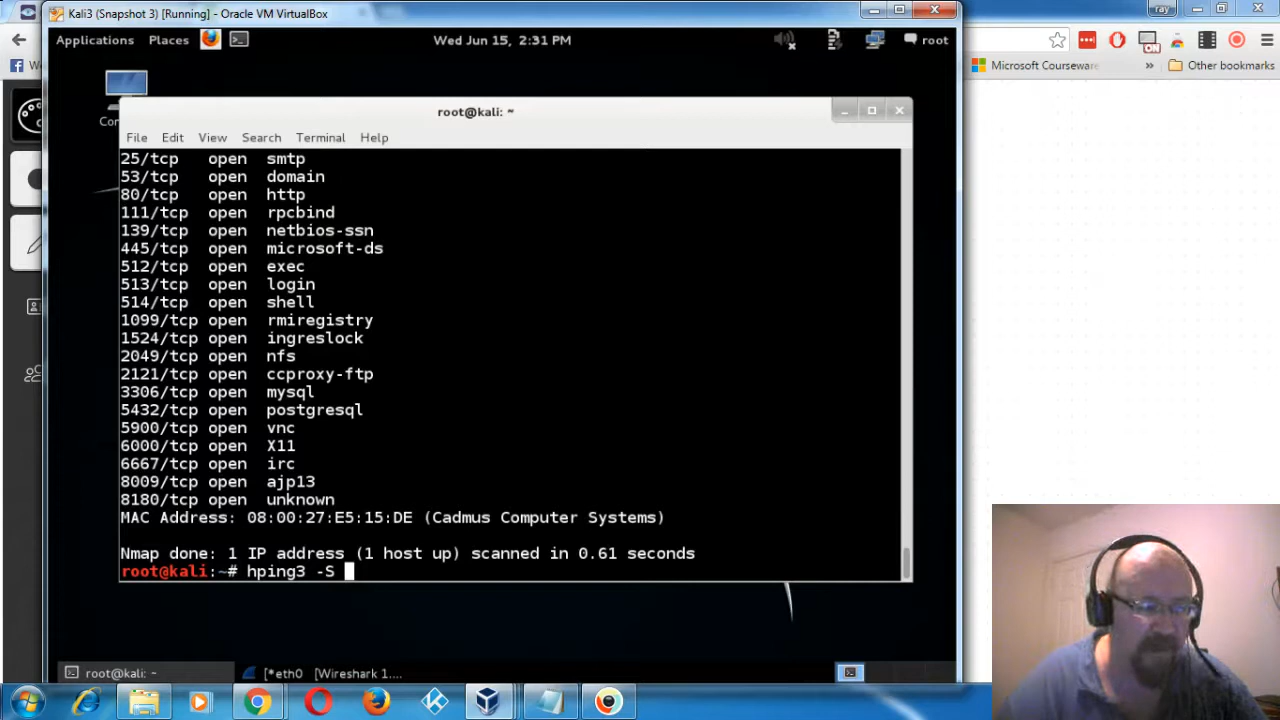 Kali3 (Snapshot 3) [Running] - Oracle VM VirtualBox
ray
Applications Places Wed Jun 15, 2:31 PM root
ON
Microsoft Courseware » Other bookmarks
root@kali: ~
File Edit View Search Terminal Help
25/tcp open smtp
53/tcp open domain
80/tcp open http
111/tcp open rpcbind
139/tcp open netbios-ssn
445/tcp open microsoft-ds
512/tcp open exec
513/tcp open login
514/tcp open shell
1099/tcp open rmiregistry
1524/tcp open ingreslock
2049/tcp open nfs
2121/tcp open ccproxy-ftp
3306/tcp open mysql
5432/tcp open postgresql
5900/tcp open vnc
6000/tcp open X11
6667/tcp open irc
8009/tcp open ajp13
8180/tcp open unknown
MAC Address: 08:00:27:E5:15:DE (Cadmus Computer Systems)
Nmap done: 1 IP address (1 host up) scanned in 0.61 seconds
root@kali:~# hping3 -S
root@kali: ~ [*eth0 [Wireshark 1....